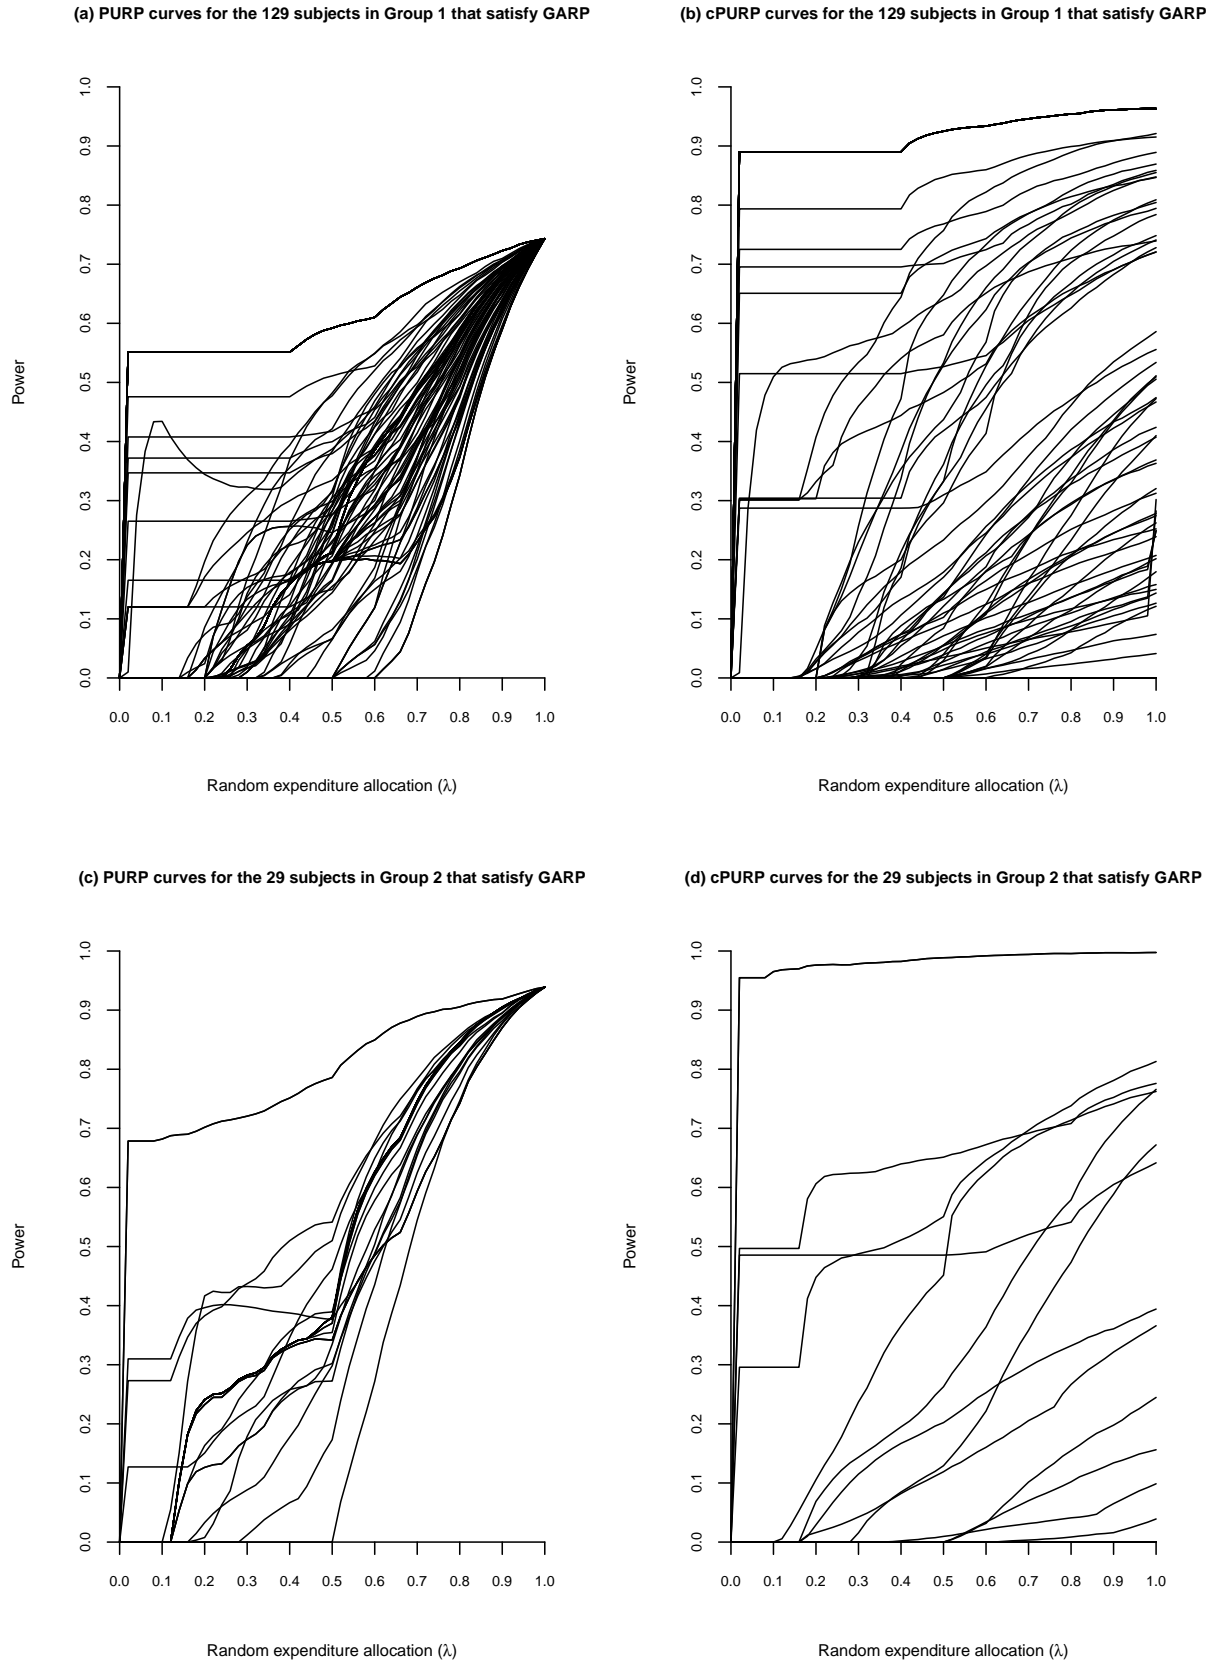 (a) PURP curves for the 129 subjects in Group 1 that satisfy GARP
1.0
0.9
0.8
0.7
0.6
0.5
0.4
0.3
0.2
0.1
0.0
Power
0.0 0.1 0.2 0.3 0.4 0.5 0.6 0.7 0.8 0.9 1.0
Random expenditure allocation (λ)
(b) cPURP curves for the 129 subjects in Group 1 that satisfy GARP
1.0
0.9
0.8
0.7
0.6
0.5
0.4
0.3
0.2
0.1
0.0
Power
0.0 0.1 0.2 0.3 0.4 0.5 0.6 0.7 0.8 0.9 1.0
Random expenditure allocation (λ)
(c) PURP curves for the 29 subjects in Group 2 that satisfy GARP
1.0
0.9
0.8
0.7
0.6
0.5
0.4
0.3
0.2
0.1
0.0
Power
0.0 0.1 0.2 0.3 0.4 0.5 0.6 0.7 0.8 0.9 1.0
Random expenditure allocation (λ)
(d) cPURP curves for the 29 subjects in Group 2 that satisfy GARP
1.0
0.9
0.8
0.7
0.6
0.5
0.4
0.3
0.2
0.1
0.0
Power
0.0 0.1 0.2 0.3 0.4 0.5 0.6 0.7 0.8 0.9 1.0
Random expenditure allocation (λ)